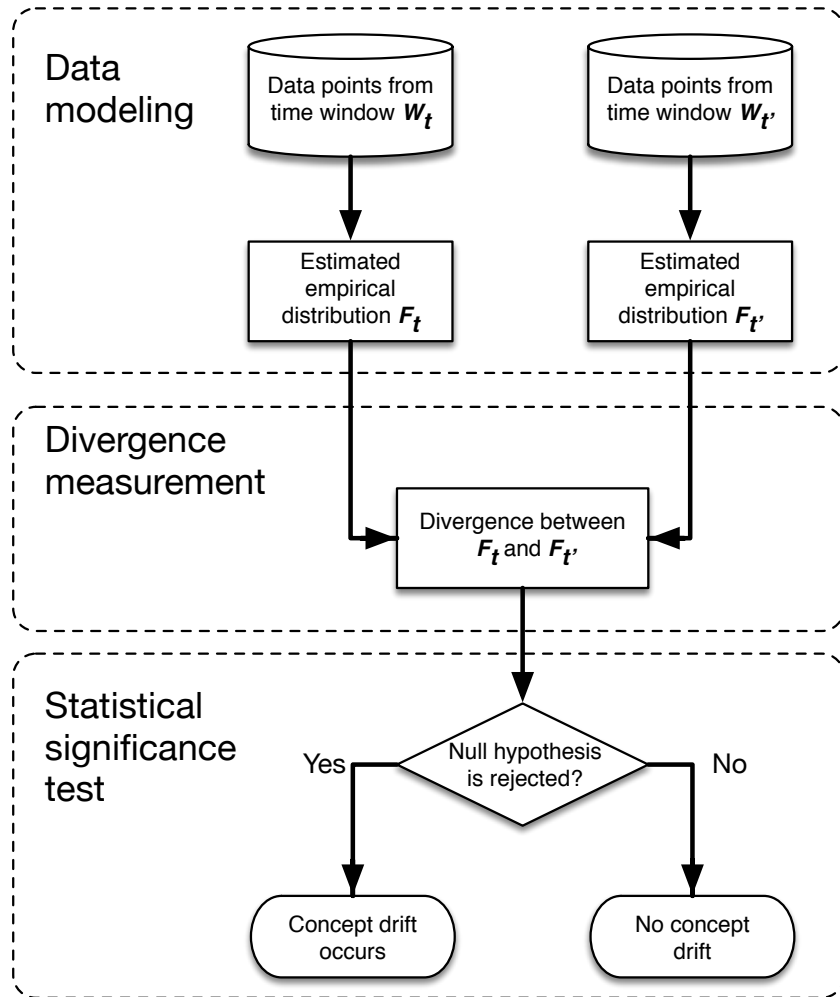 Data
modeling
Data points from
time window W_t
Data points from
time window W_t'
Estimated
empirical
distribution F_t
Estimated
empirical
distribution F_t'
Divergence
measurement
Divergence between
F_t and F_t'
Statistical
significance
test
Null hypothesis
is rejected?
Yes
No
Concept drift
occurs
No concept
drift